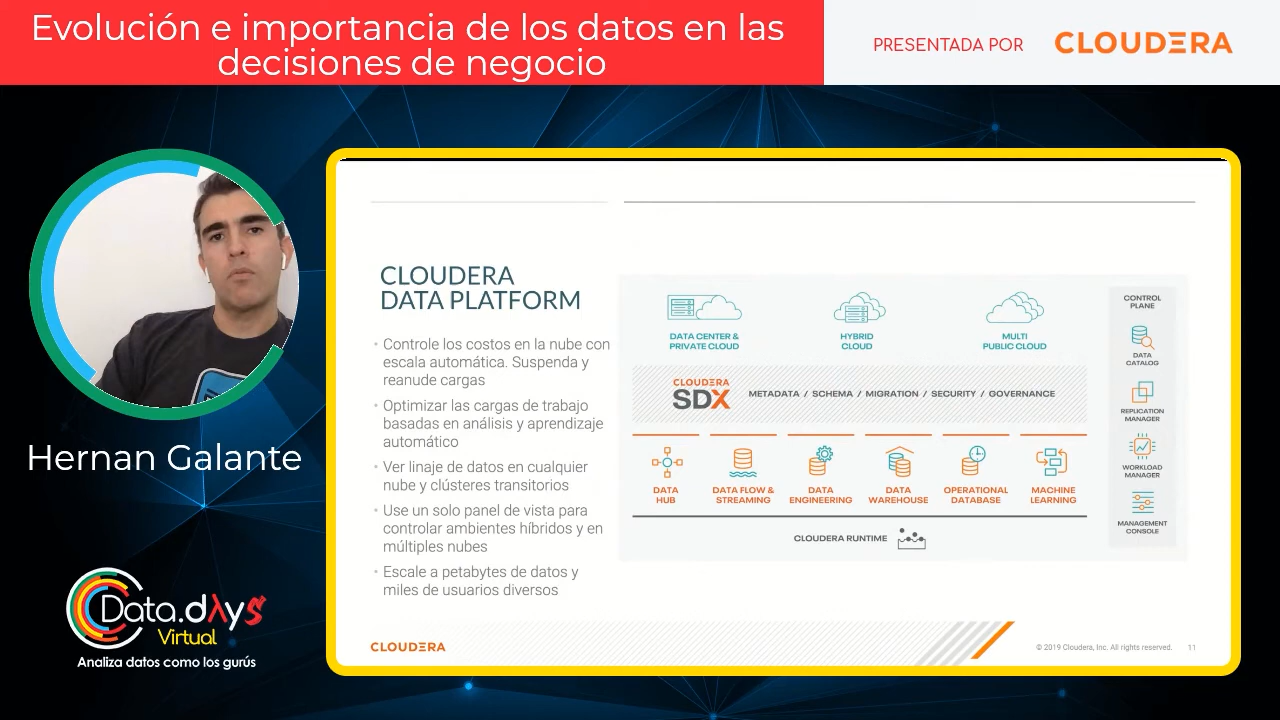 Evolución e importancia de los datos en las
decisiones de negocio
PRESENTADA POR
CLOUDERA
Hernan Galante
Data.dAys
Virtual
Analiza datos como los gurús
CLOUDERA
DATA PLATFORM
• Controle los costos en la nube con
escala automática. Suspenda y
reanude cargas
• Optimizar las cargas de trabajo
basadas en análisis y aprendizaje
automático
• Ver linaje de datos en cualquier
nube y clústeres transitorios
• Use un solo panel de vista para
controlar ambientes híbridos y en
múltiples nubes
• Escale a petabytes de datos y
miles de usuarios diversos
DATA CENTER &
PRIVATE CLOUD
HYBRID
CLOUD
MULTI
PUBLIC CLOUD
CLOUDERA
SDX
METADATA / SCHEMA / MIGRATION / SECURITY / GOVERNANCE
DATA
HUB
DATA FLOW &
STREAMING
DATA
ENGINEERING
DATA
WAREHOUSE
OPERATIONAL
DATABASE
MACHINE
LEARNING
CLOUDERA RUNTIME
CONTROL
PLANE
DATA
CATALOG
REPLICATION
MANAGER
WORKLOAD
MANAGER
MANAGEMENT
CONSOLE
CLOUDERA
© 2019 Cloudera, Inc. All rights reserved.
11